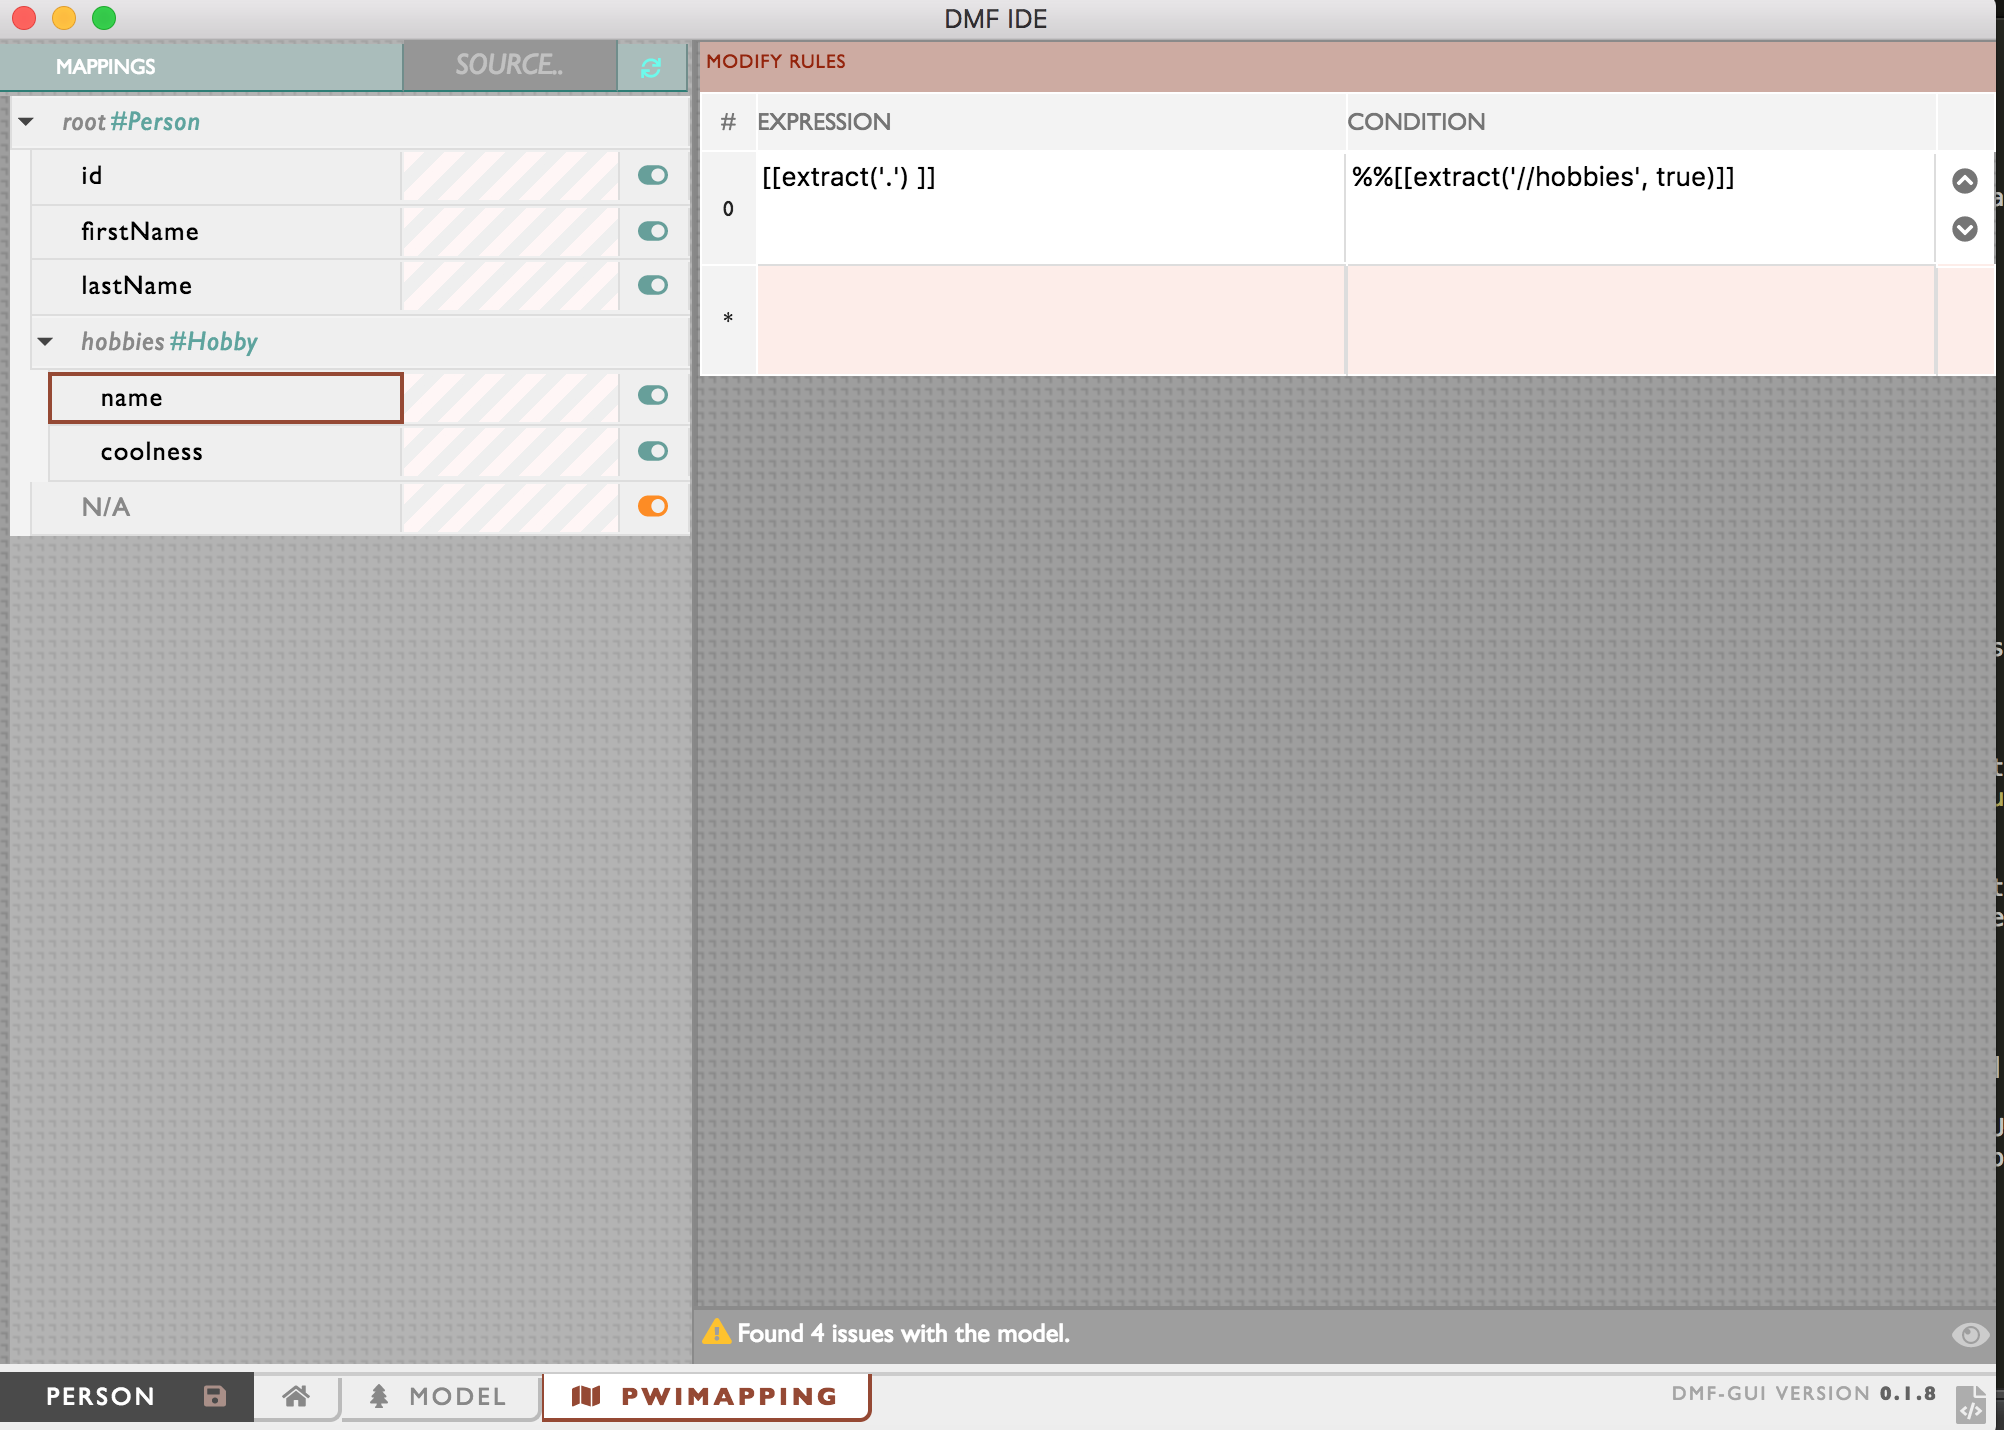 DMF IDE
MAPPINGS
SOURCE..
root #Person
id
firstName
lastName
hobbies #Hobby
name
coolness
N/A
MODIFY RULES
# EXPRESSION CONDITION
0 [[extract('.') ]] %%[[extract('//hobbies', true)]]
*
Found 4 issues with the model.
PERSON
MODEL
PWIMAPPING
DMF-GUI VERSION 0.1.8